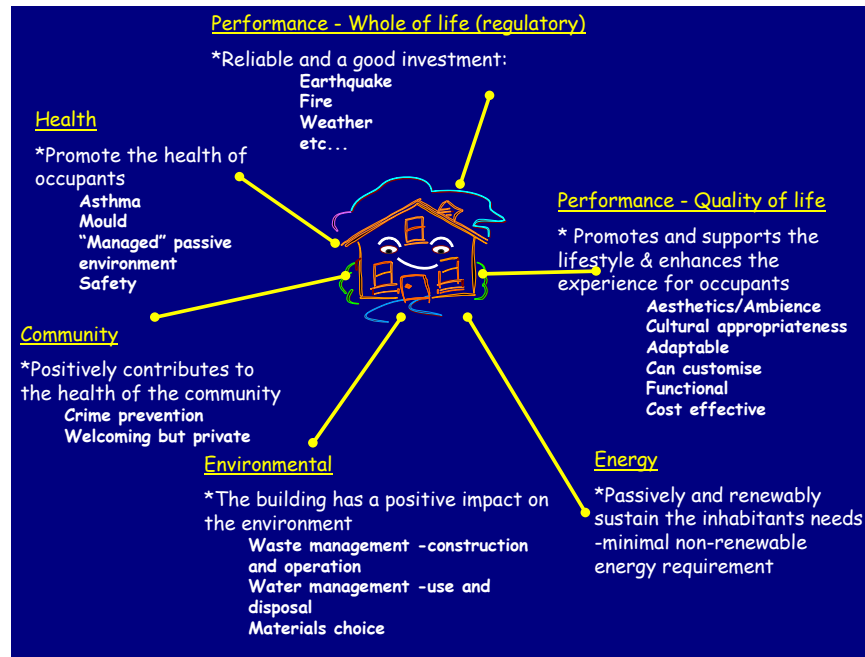 Performance - Whole of life (regulatory)
*Reliable and a good investment:
Earthquake
Fire
Weather
etc...
Health
*Promote the health of
occupants
Asthma
Mould
“Managed” passive
environment
Safety
Performance - Quality of life
* Promotes and supports the
lifestyle & enhances the
experience for occupants
Aesthetics/Ambience
Cultural appropriateness
Adaptable
Can customise
Functional
Cost effective
Community
*Positively contributes to
the health of the community
Crime prevention
Welcoming but private
Environmental
*The building has a positive impact on
the environment
Waste management -construction
and operation
Water management -use and
disposal
Materials choice
Energy
*Passively and renewably
sustain the inhabitants needs
-minimal non-renewable
energy requirement